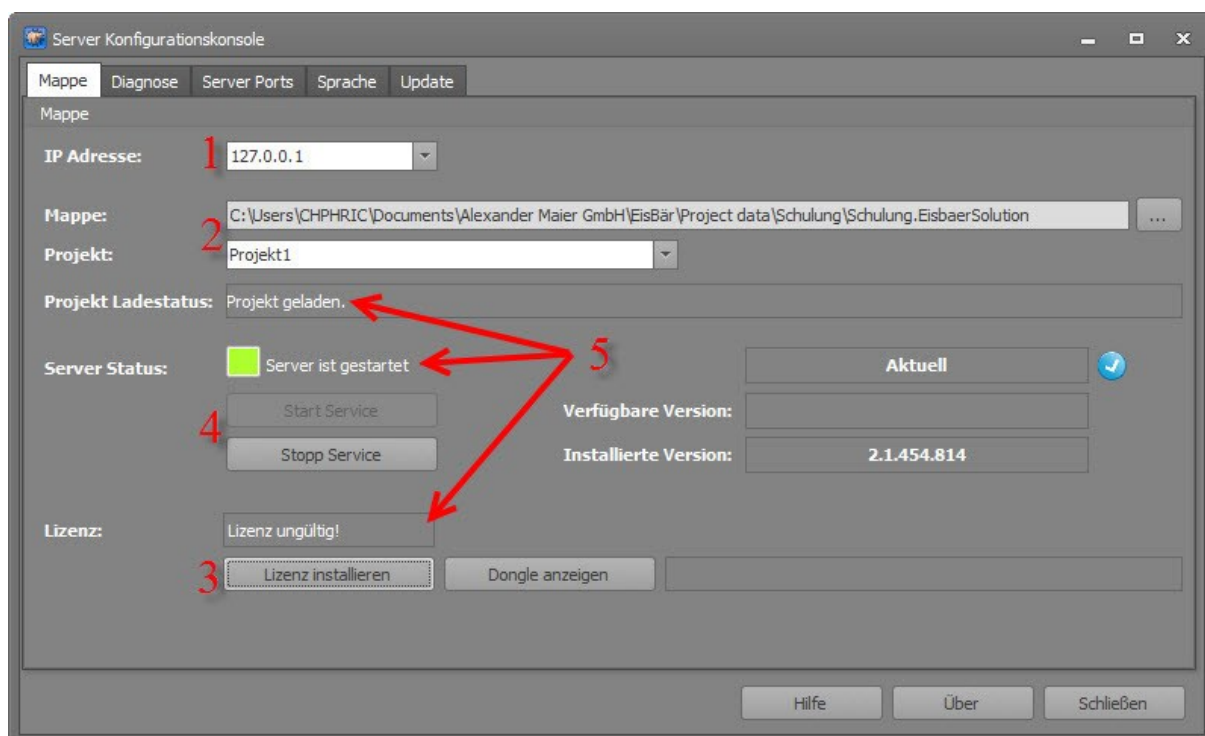 Server Konfigurationskonsole
Mappe Diagnose Server Ports Sprache Update
Mappe
IP Adresse: 1 127.0.0.1
Mappe: C:\Users\CHPHRIC\Documents\Alexander Maier GmbH\EisBär\Project data\Schulung\Schulung.EisbaerSolution ...
2
Projekt: Projekt1
Projekt Ladestatus: Projekt geladen.
5
Server Status: Server ist gestartet Aktuell
Start Service Verfügbare Version:
4
Stopp Service Installierte Version: 2.1.454.814
Lizenz: Lizenz ungültig!
3 Lizenz installieren Dongle anzeigen
Hilfe Über Schließen